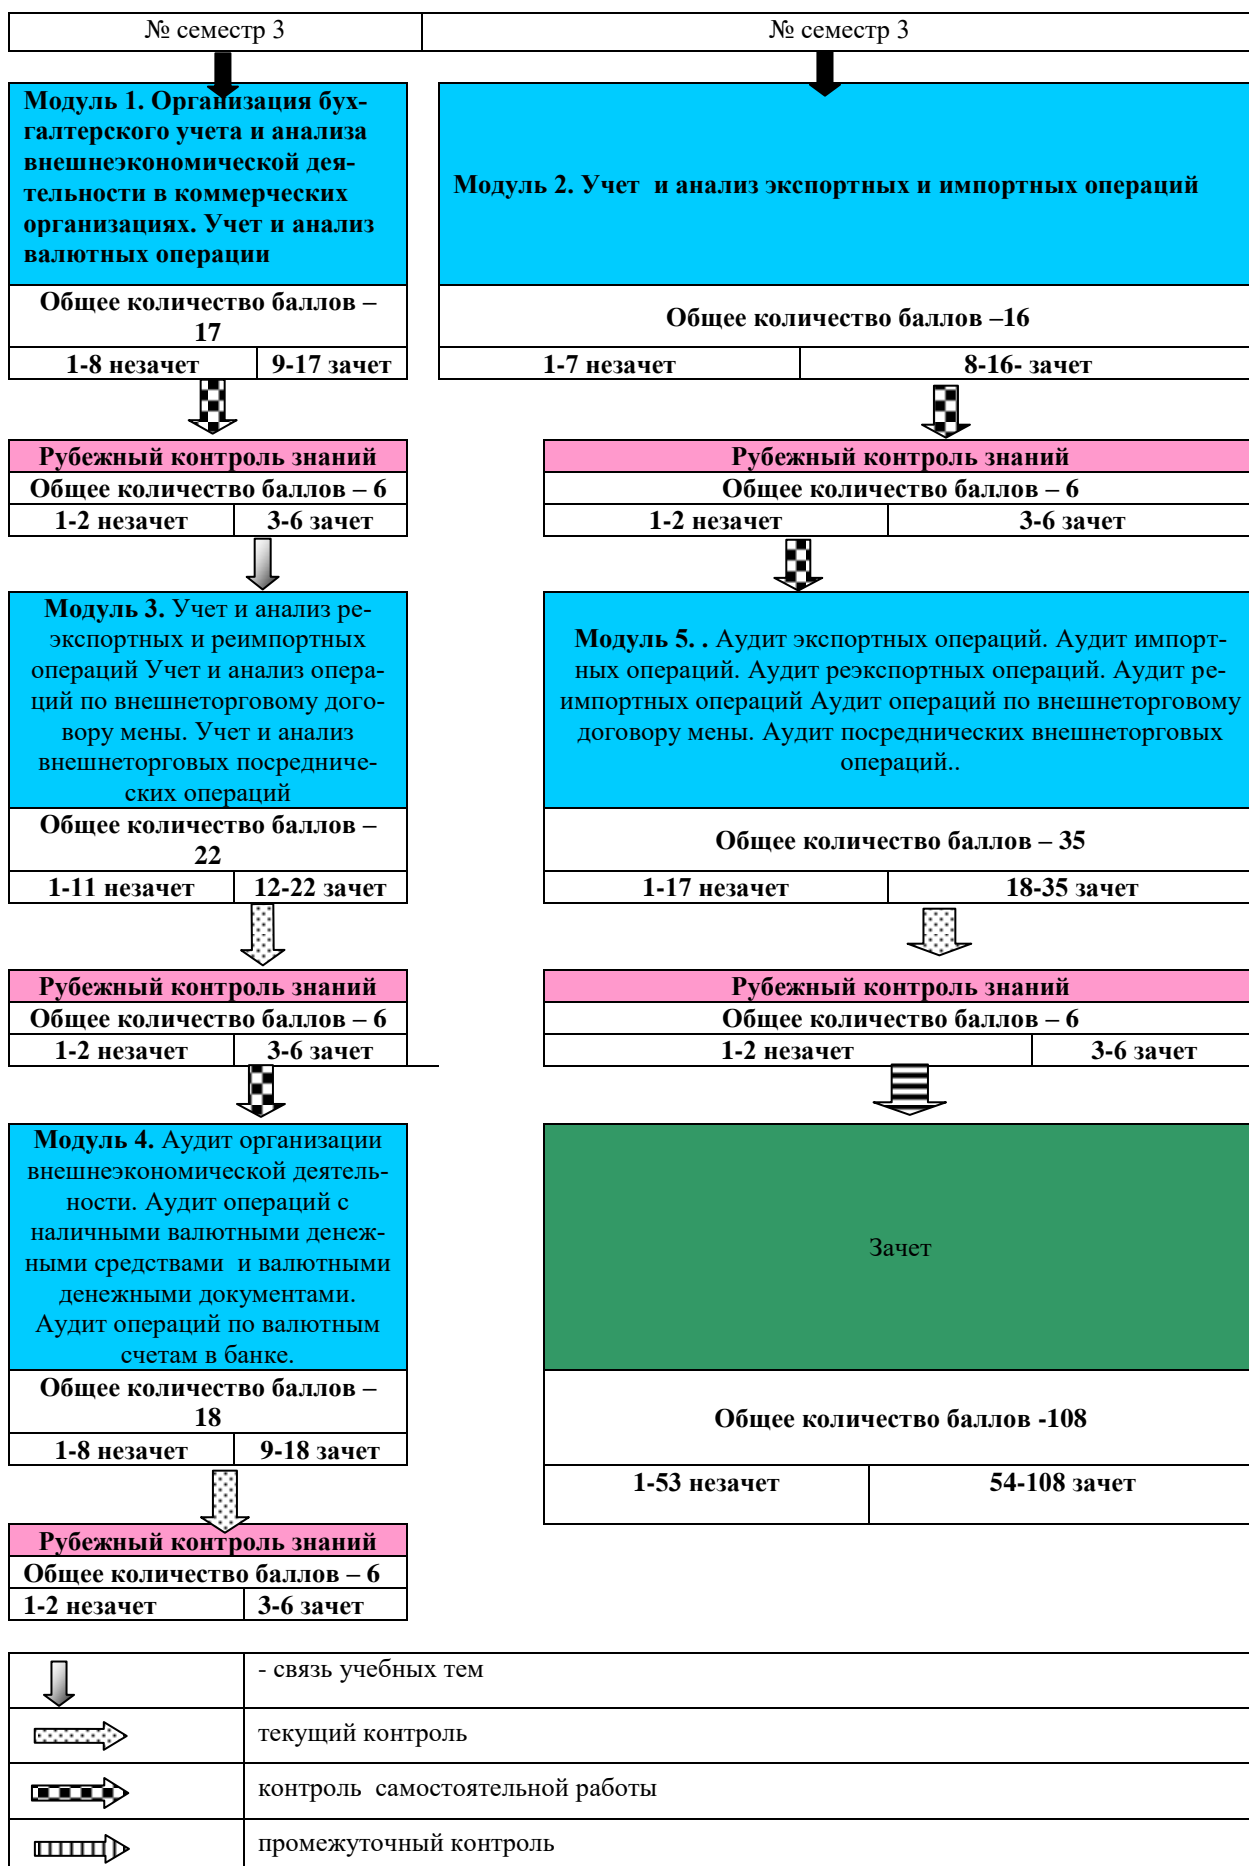 № семестр 3
№ семестр 3
Модуль 1. Организация бух-
галтерского учета и анализа
внешнеэкономической дея-
тельности в коммерческих
организациях. Учет и анализ
валютных операции
Общее количество баллов –
17
1-8 незачет
9-17 зачет
Модуль 2. Учет и анализ экспортных и импортных операций
Общее количество баллов –16
1-7 незачет
8-16- зачет
Рубежный контроль знаний
Общее количество баллов – 6
1-2 незачет
3-6 зачет
Рубежный контроль знаний
Общее количество баллов – 6
1-2 незачет
3-6 зачет
Модуль 3. Учет и анализ ре-
экспортных и реимпортных
операций Учет и анализ опера-
ций по внешнеторговому дого-
вору мены. Учет и анализ
внешнеторговых посредниче-
ских операций
Общее количество баллов –
22
1-11 незачет
12-22 зачет
Модуль 5. . Аудит экспортных операций. Аудит импорт-
ных операций. Аудит реэкспортных операций. Аудит ре-
импортных операций Аудит операций по внешнеторговому
договору мены. Аудит посреднических внешнеторговых
операций..
Общее количество баллов – 35
1-17 незачет
18-35 зачет
Рубежный контроль знаний
Общее количество баллов – 6
1-2 незачет
3-6 зачет
Рубежный контроль знаний
Общее количество баллов – 6
1-2 незачет
3-6 зачет
Модуль 4. Аудит организации
внешнеэкономической деятель-
ности. Аудит операций с
наличными валютными денеж-
ными средствами и валютными
денежными документами.
Аудит операций по валютным
счетам в банке.
Общее количество баллов –
18
1-8 незачет
9-18 зачет
Зачет
Общее количество баллов -108
1-53 незачет
54-108 зачет
Рубежный контроль знаний
Общее количество баллов – 6
1-2 незачет
3-6 зачет
- связь учебных тем
текущий контроль
контроль самостоятельной работы
промежуточный контроль